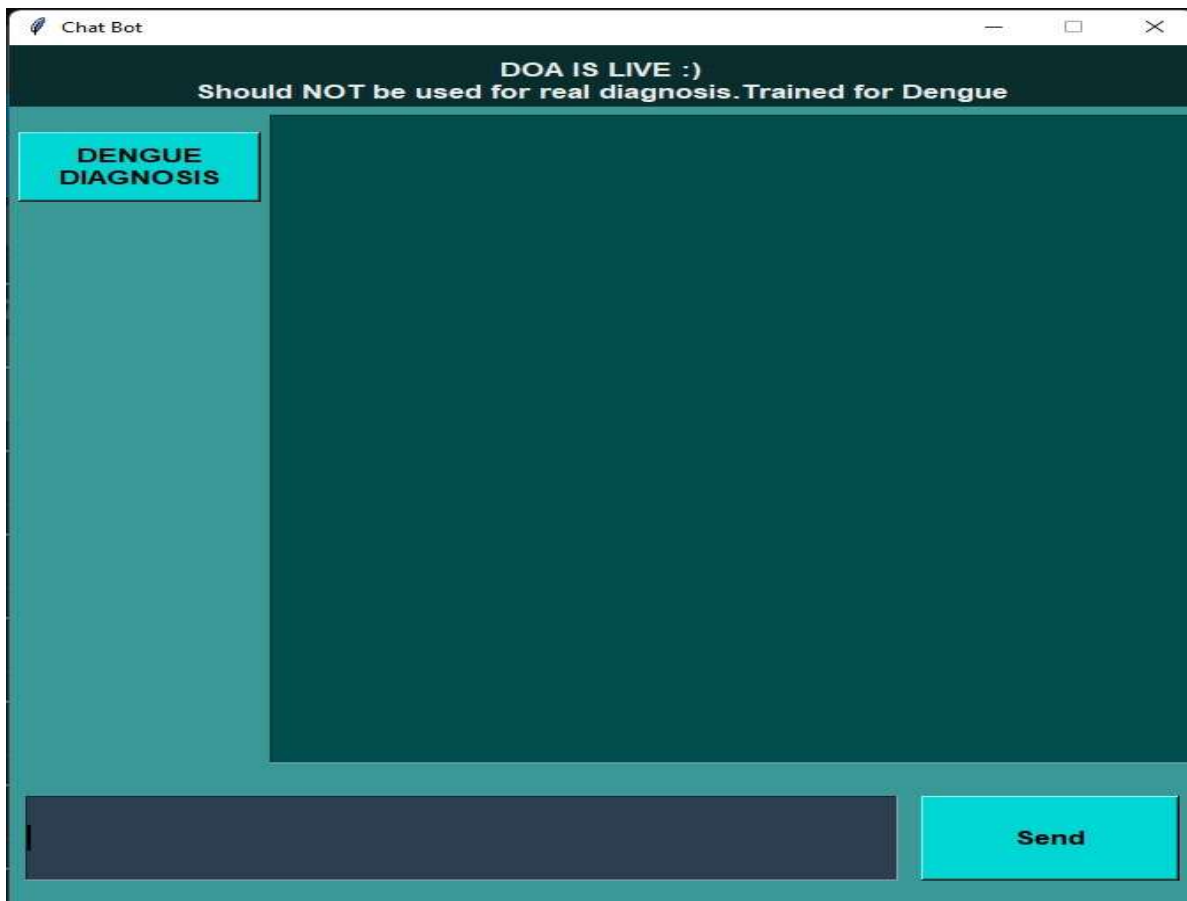 Chat Bot
DOA IS LIVE :)
Should NOT be used for real diagnosis.Trained for Dengue
DENGUE
DIAGNOSIS
Send